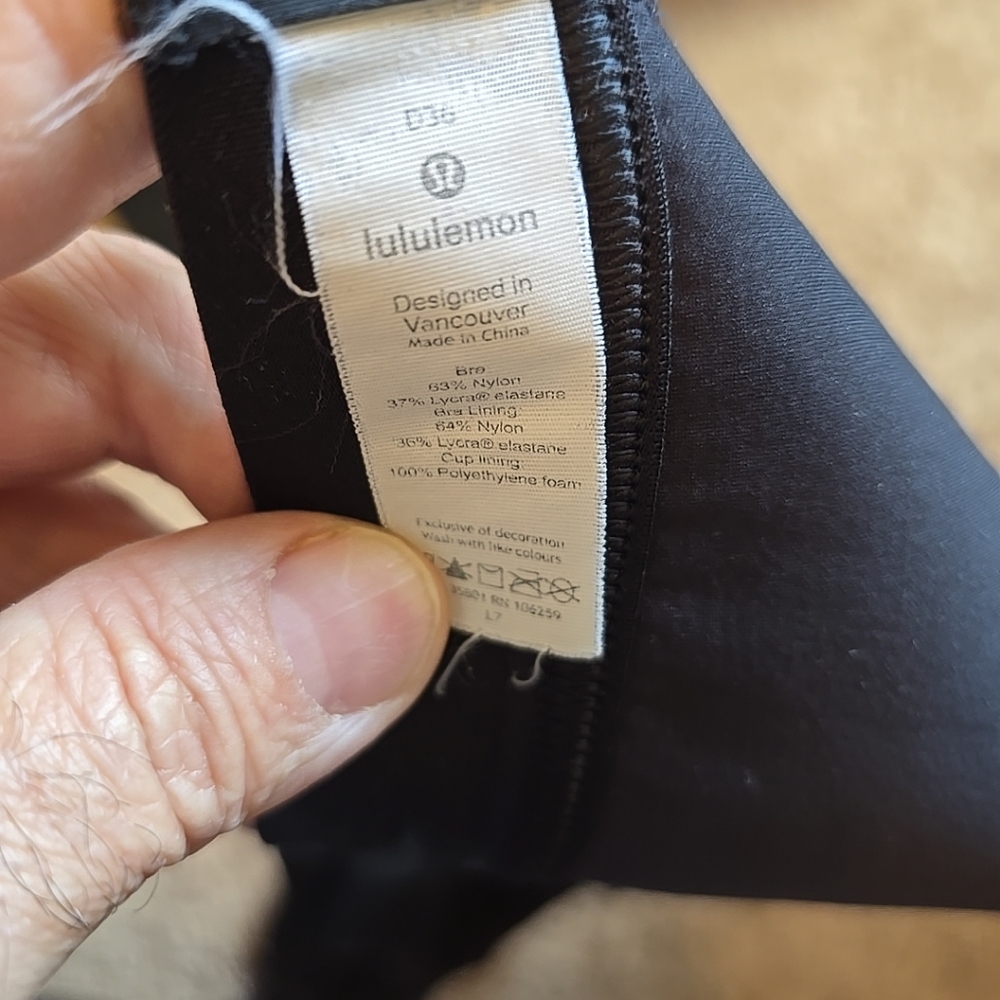 D36
lululemon
Designed in
Vancouver
Made in China
Bra
63% Nylon
37% Lycra® elastane
Bra Lining:
64% Nylon
36% Lycra® elastane
Cup lining:
100% Polyethylene foam
Exclusive of decoration
Wash with like colours
RN 106259
L7